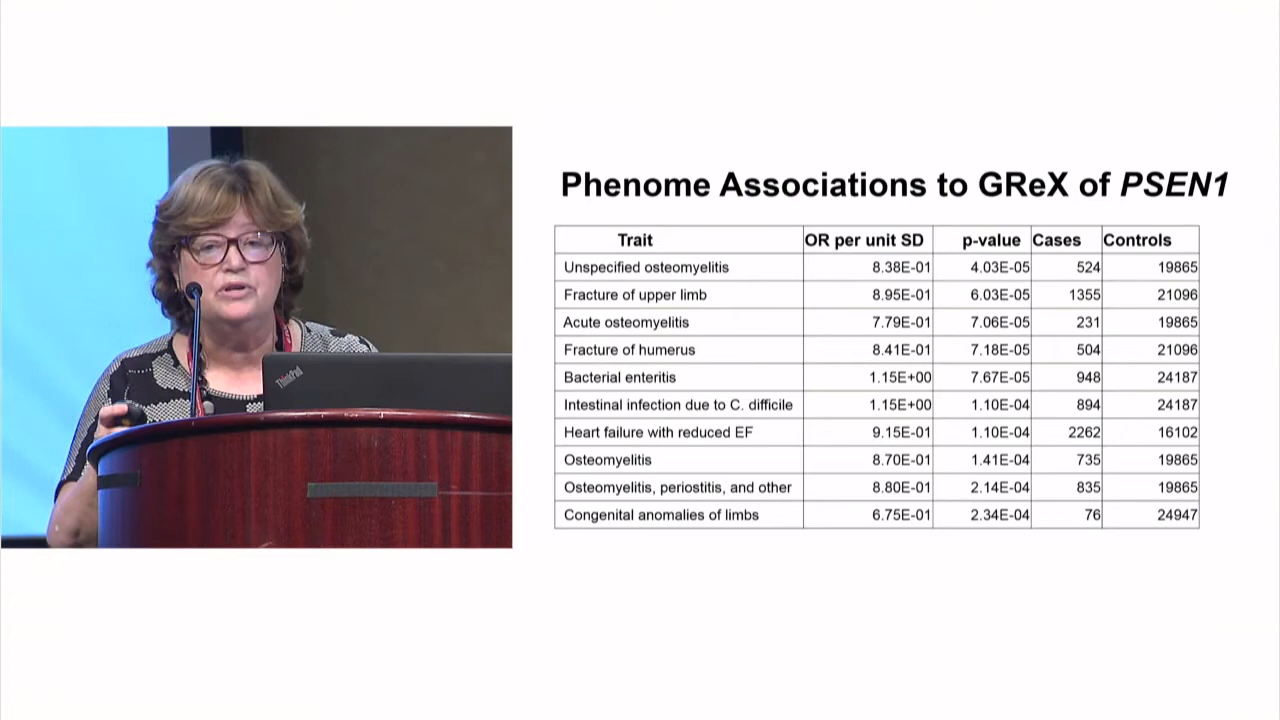 Phenome Associations to GReX of PSEN1
Trait OR per unit SD p-value Cases Controls
Unspecified osteomyelitis 8.38E-01 4.03E-05 524 19865
Fracture of upper limb 8.95E-01 6.03E-05 1355 21096
Acute osteomyelitis 7.79E-01 7.06E-05 231 19865
Fracture of humerus 8.41E-01 7.18E-05 504 21096
Bacterial enteritis 1.15E+00 7.67E-05 948 24187
Intestinal infection due to C. difficile 1.15E+00 1.10E-04 894 24187
Heart failure with reduced EF 9.15E-01 1.10E-04 2262 16102
Osteomyelitis 8.70E-01 1.41E-04 735 19865
Osteomyelitis, periostitis, and other 8.80E-01 2.14E-04 835 19865
Congenital anomalies of limbs 6.75E-01 2.34E-04 76 24947
ThinkPad